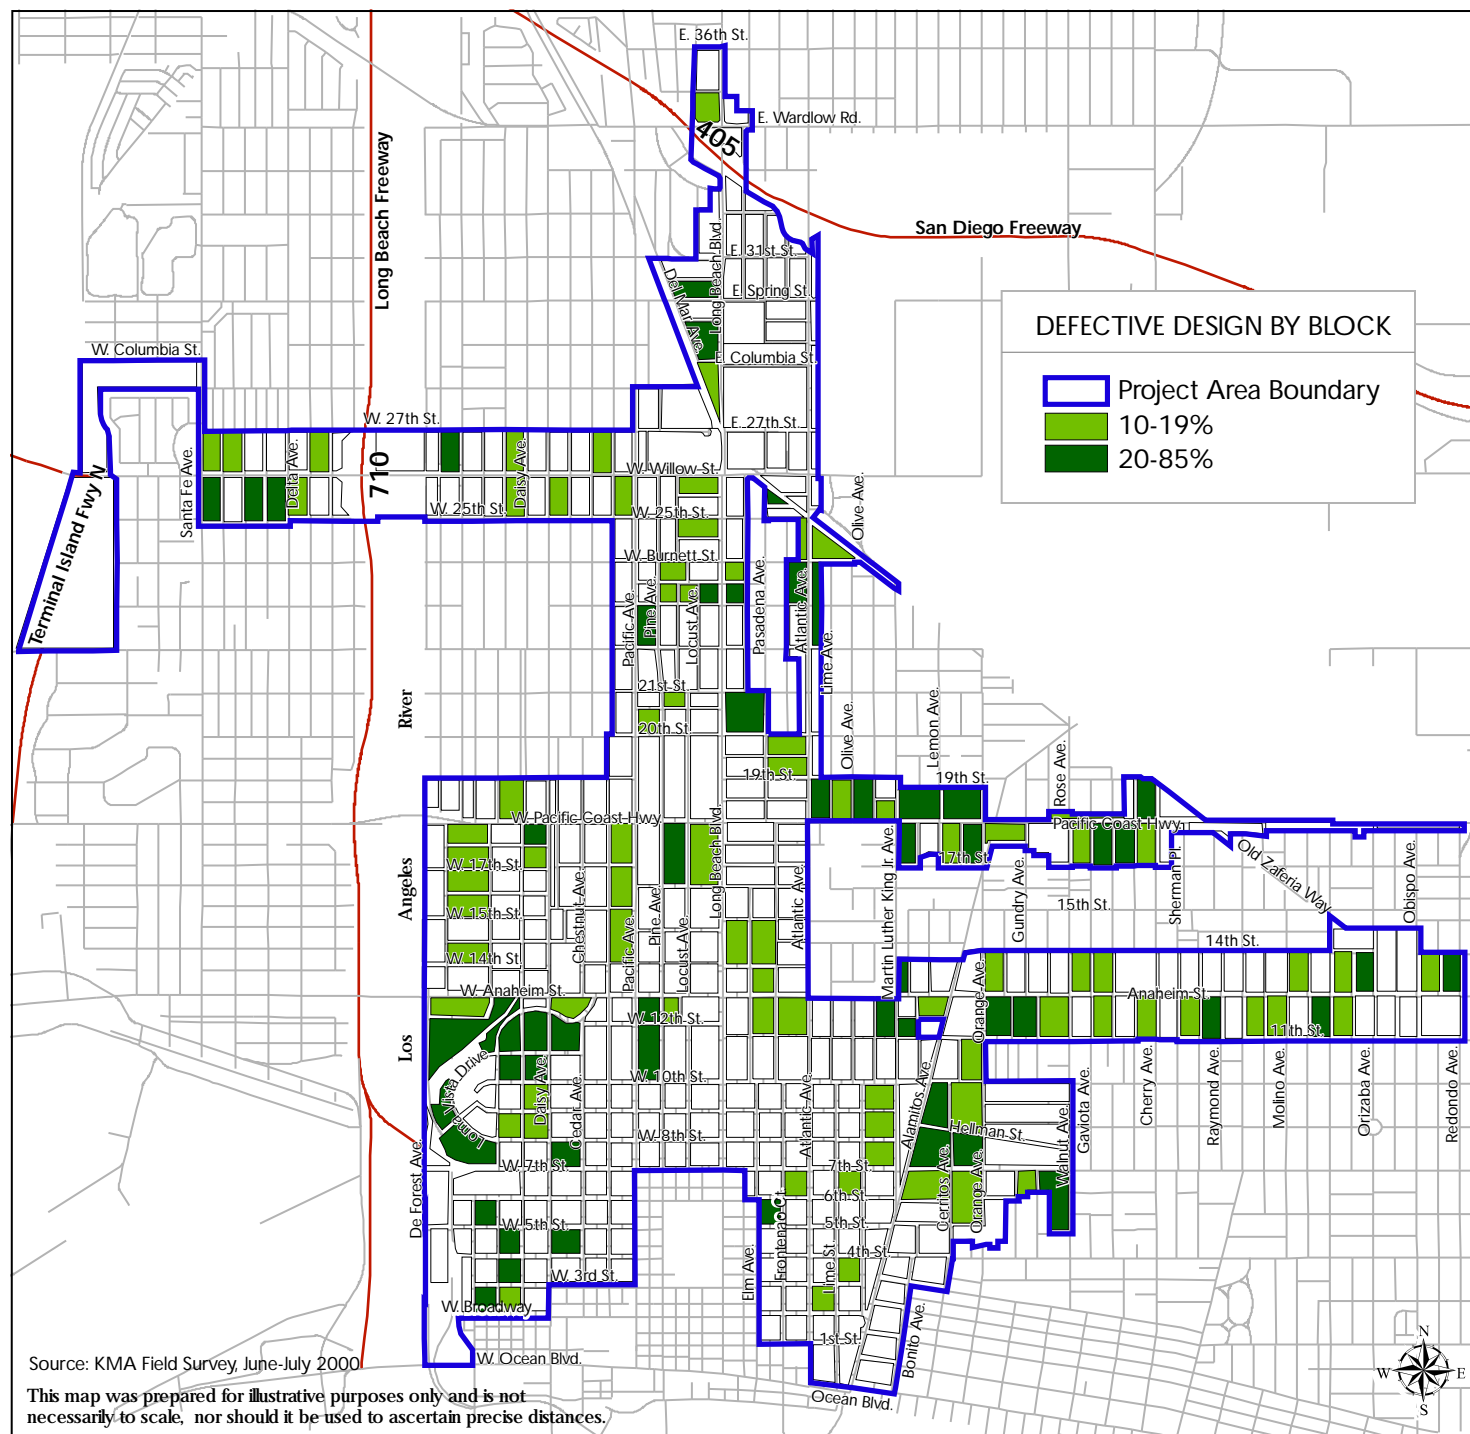 E. 36th St.
E. Wardlow Rd.
405
San Diego Freeway
Long Beach Freeway
Long Beach Blvd.
E. 31st St.
Del Mar Ave.
E. Spring St.
DEFECTIVE DESIGN BY BLOCK
Project Area Boundary
10-19%
20-85%
W. Columbia St.
E. Columbia St.
W. 27th St.
E. 27th St.
Santa Fe Ave.
Delta Ave.
710
Daisy Ave.
W. Willow St.
Terminal Island Fwy N
W. 25th St.
W. 25th St.
Olive Ave.
W. Burnett St.
Pacific Ave.
Pine Ave.
Locust Ave.
Pasadena Ave.
Atlantic Ave.
Lime Ave.
21st St.
20th St.
River
Olive Ave.
Lemon Ave.
Rose Ave.
19th St.
19th St.
W. Pacific Coast Hwy
Pacific Coast Hwy
Long Beach Blvd.
Martin Luther King Jr. Ave.
W. 17th St.
17th St.
Old Zaferia Way
Obispo Ave.
Angeles
Chestnut Ave.
Pacific Ave.
Pine Ave.
Locust Ave.
Atlantic Ave.
Gundry Ave.
Sherman Pl.
W. 15th St.
15th St.
W. 14th St.
14th St.
W. Anaheim St.
Anaheim St.
Orange Ave.
W. 12th St.
11th St.
Los
Loma Vista Drive
Daisy Ave.
Cedar Ave.
W. 10th St.
Atlantic Ave.
Alamitos Ave.
Hellman St.
Walnut Ave.
Gaviota Ave.
Cherry Ave.
Raymond Ave.
Molino Ave.
Orizaba Ave.
Redondo Ave.
W. 8th St.
De Forest Ave.
W. 7th St.
7th St.
Cerritos Ave.
Orange Ave.
6th St.
W. 5th St.
5th St.
Elm Ave.
Frontenac Ct.
Lime St.
4th St.
W. 3rd St.
W. Broadway
1st St.
Bonito Ave.
W. Ocean Blvd.
Ocean Blvd.
Source: KMA Field Survey, June-July 2000
This map was prepared for illustrative purposes only and is not
necessarily to scale, nor should it be used to ascertain precise distances.
N
W
E
S